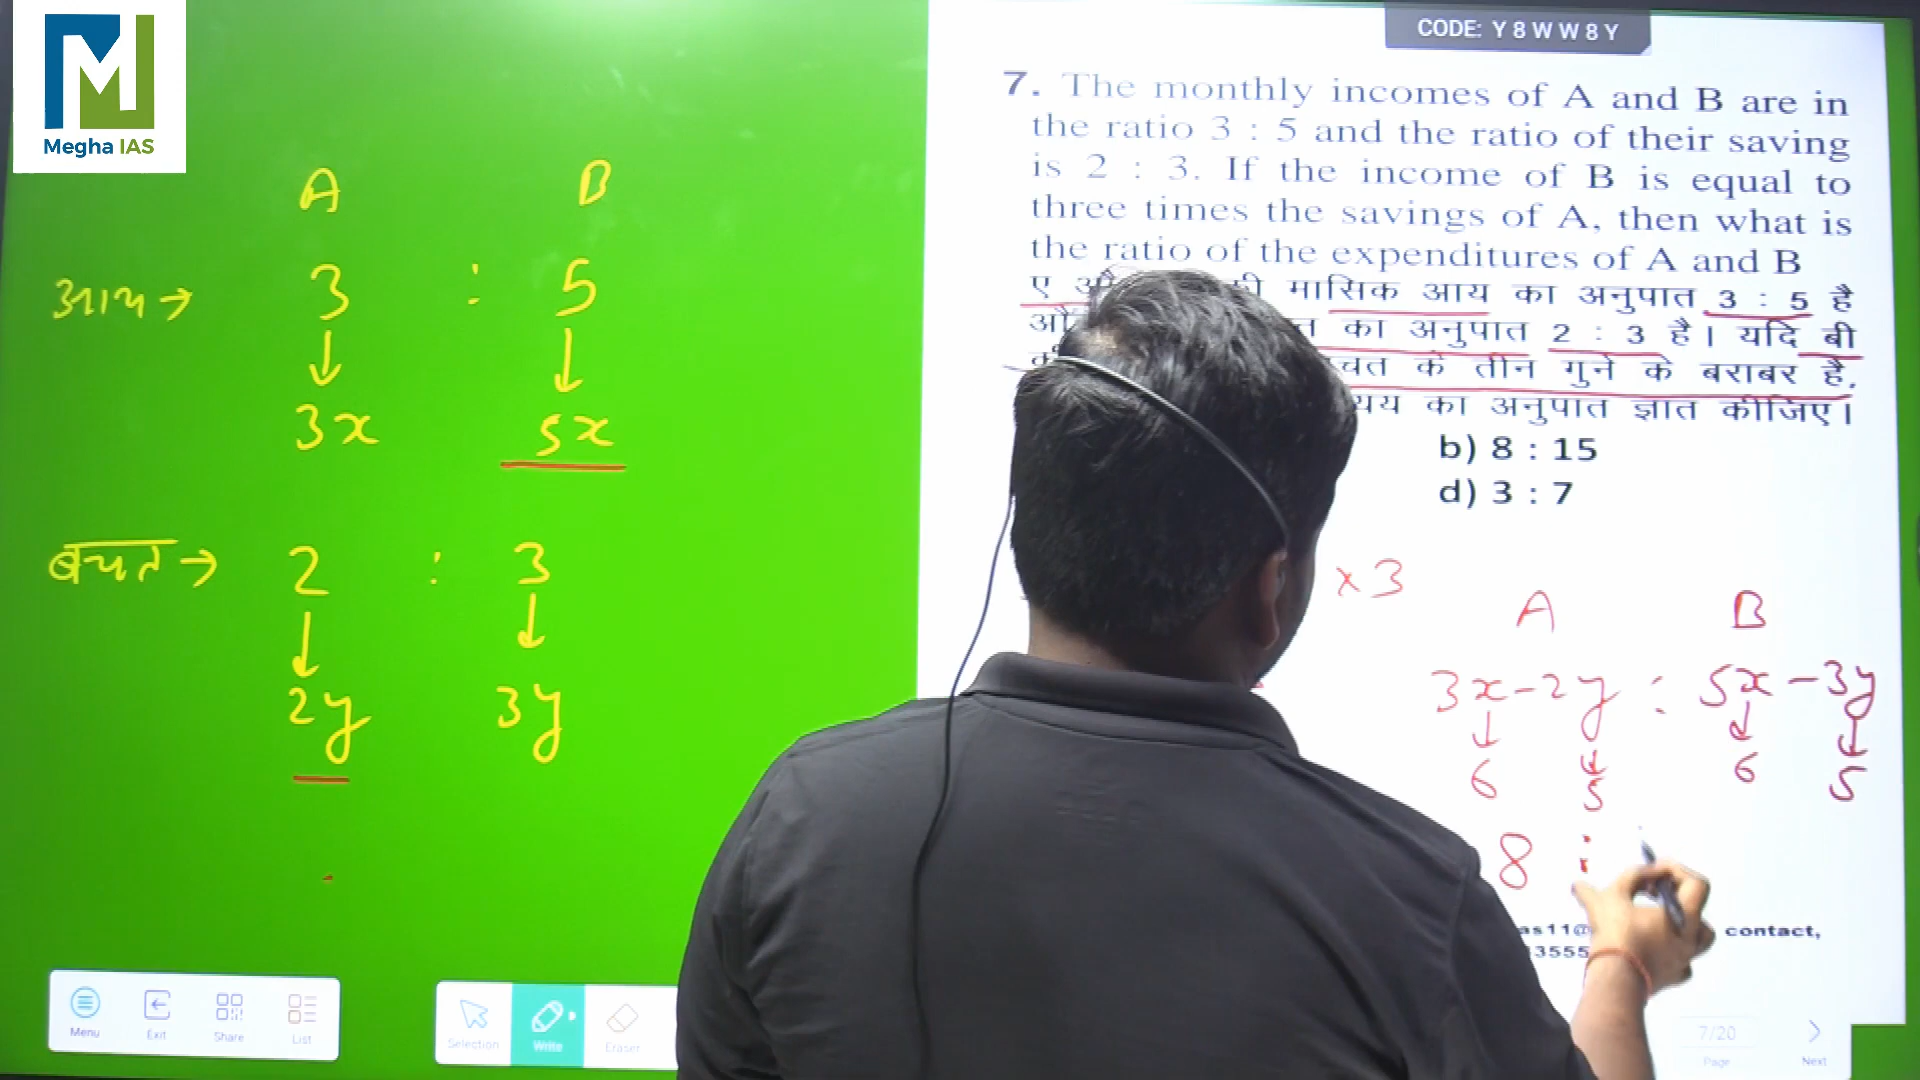 Megha IAS
A B
आय → 3 : 5
3x 5x
बचत → 2 : 3
2y 3y
CODE: Y8WW8Y
7. The monthly incomes of A and B are in
the ratio 3 : 5 and the ratio of their saving
is 2 : 3. If the income of B is equal to
three times the savings of A, then what is
the ratio of the expenditures of A and B
ए की मासिक आय का अनुपात 3 : 5 है
का अनुपात 2 : 3 है। यदि बी
के तीन गुने के बराबर है.
का अनुपात ज्ञात कीजिए।
b) 8 : 15
d) 3 : 7
x 3
A B
3x - 2y : 5x - 3y
6 5 6 5
8 :
contact,
Menu Exit Share List
Selection Write Eraser
7/20
Page Next